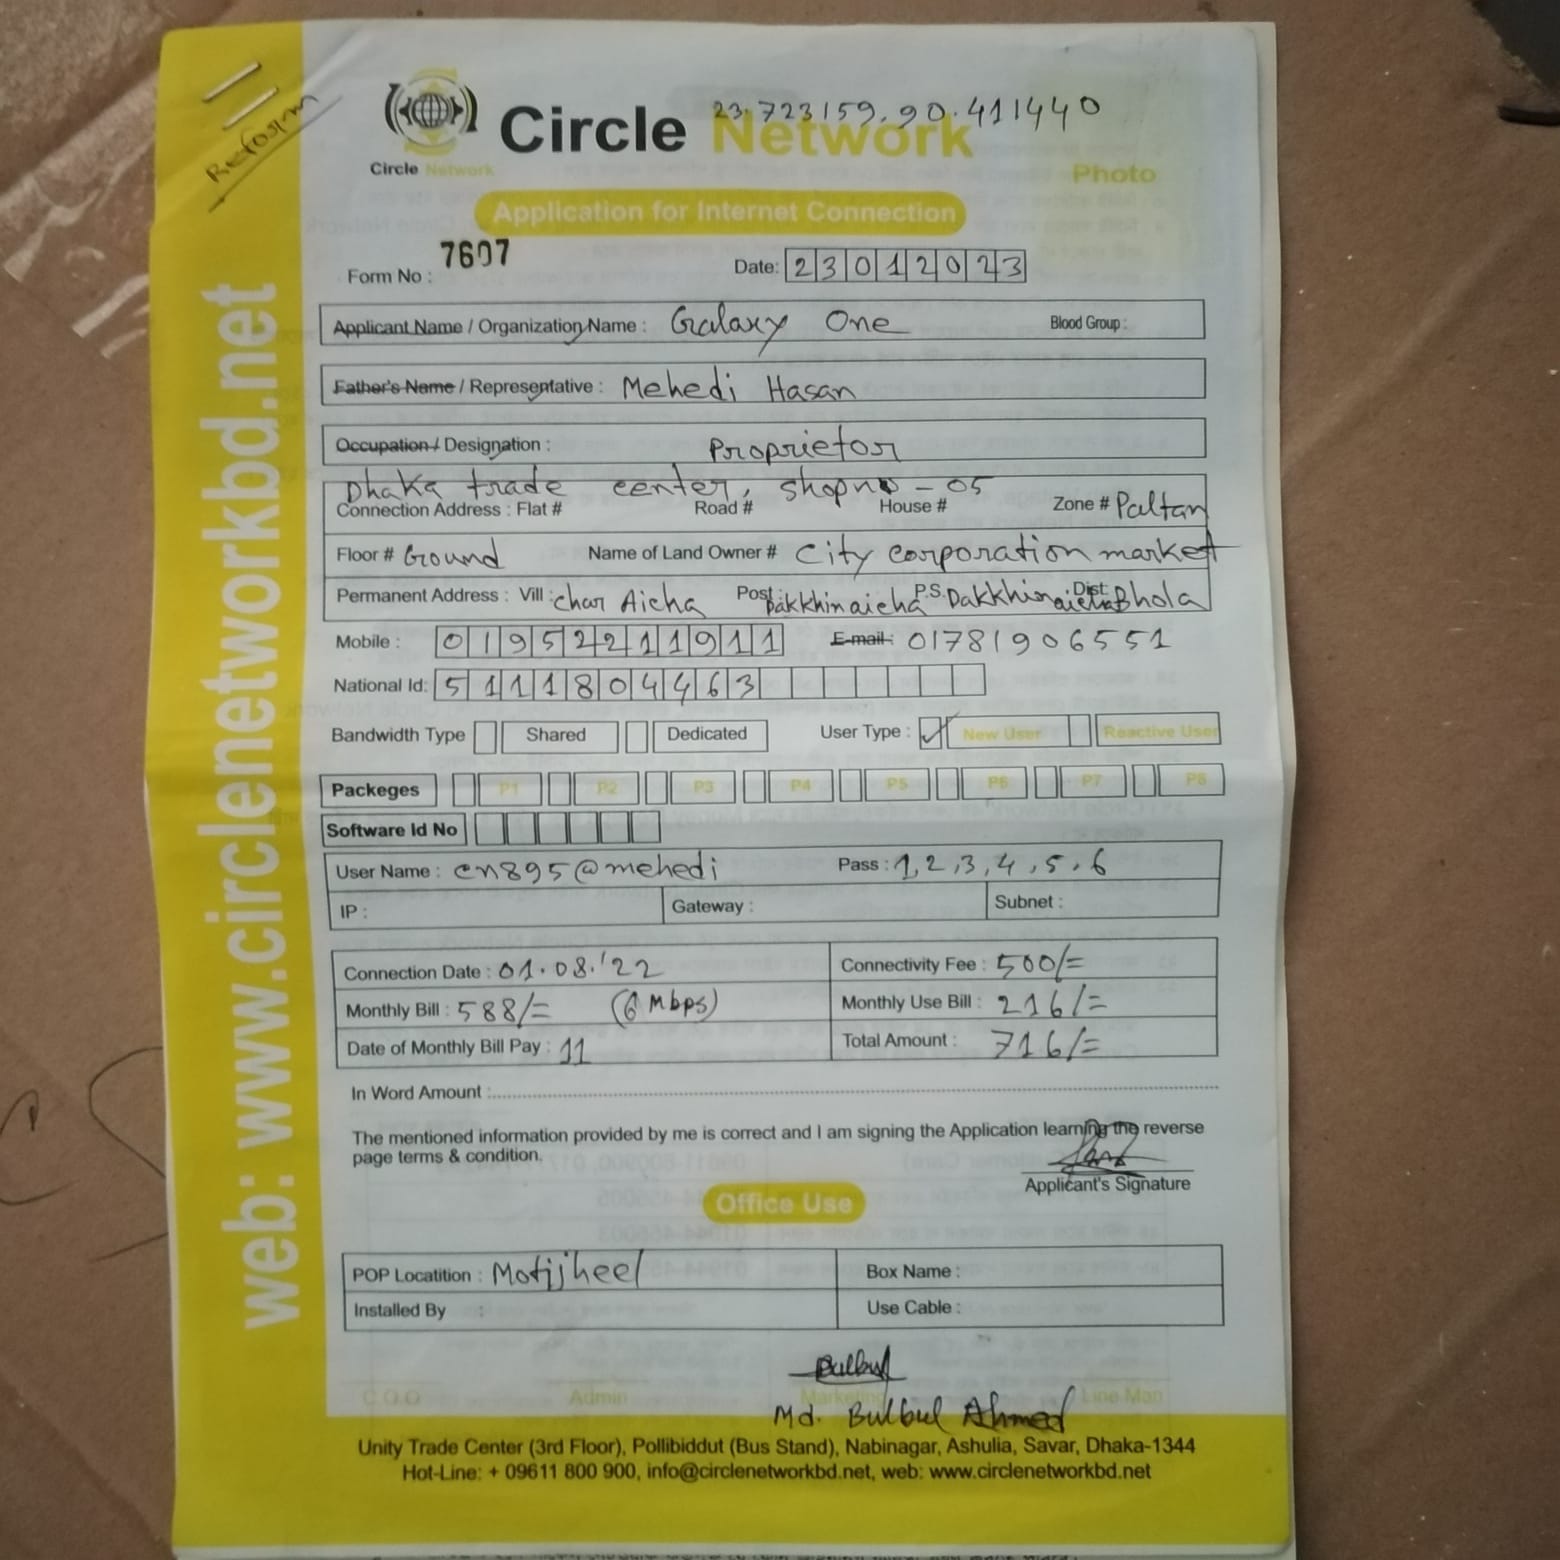 Reform
23.723159, 90.411440
Circle Network
Circle Network
Photo
Application for Internet Connection
Form No : 7607
Date: 23012023
Applicant Name / Organization Name : Galaxy One Blood Group :
Father's Name / Representative : Mehedi Hasan
Occupation / Designation : Proprietor
Dhaka trade center, shop no - 05
Connection Address : Flat # Road # House # Zone # Paltan
Floor # Ground Name of Land Owner # City corporation market
Permanent Address : Vill : Char Aicha Post : Dakkhin aicha P.S. Dakkhin aicha Dist Bhola
Mobile : 01952211911 E-mail: 01781906551
National Id: 5111804463
Bandwidth Type Shared Dedicated User Type : New User Reactive User
Packeges P1 P2 P3 P4 P5 P6 P7 P8
Software Id No
User Name : cn895@mehedi Pass : 1,2,3,4,5,6
IP : Gateway : Subnet :
Connection Date : 01.08.'22 Connectivity Fee : 500/=
Monthly Bill : 588/= (6 Mbps) Monthly Use Bill : 216/=
Date of Monthly Bill Pay : 11 Total Amount : 716/=
In Word Amount :
The mentioned information provided by me is correct and I am signing the Application learning the reverse
page terms & condition.
Applicant's Signature
Office Use
POP Locatition : Motijheel Box Name :
Installed By : Use Cable :
Bulbul
C.O.O Admin Marketing Line Man
Md. Bulbul Ahmed
Unity Trade Center (3rd Floor), Pollibiddut (Bus Stand), Nabinagar, Ashulia, Savar, Dhaka-1344
Hot-Line: + 09611 800 900, info@circlenetworkbd.net, web: www.circlenetworkbd.net
web: www.circlenetworkbd.net